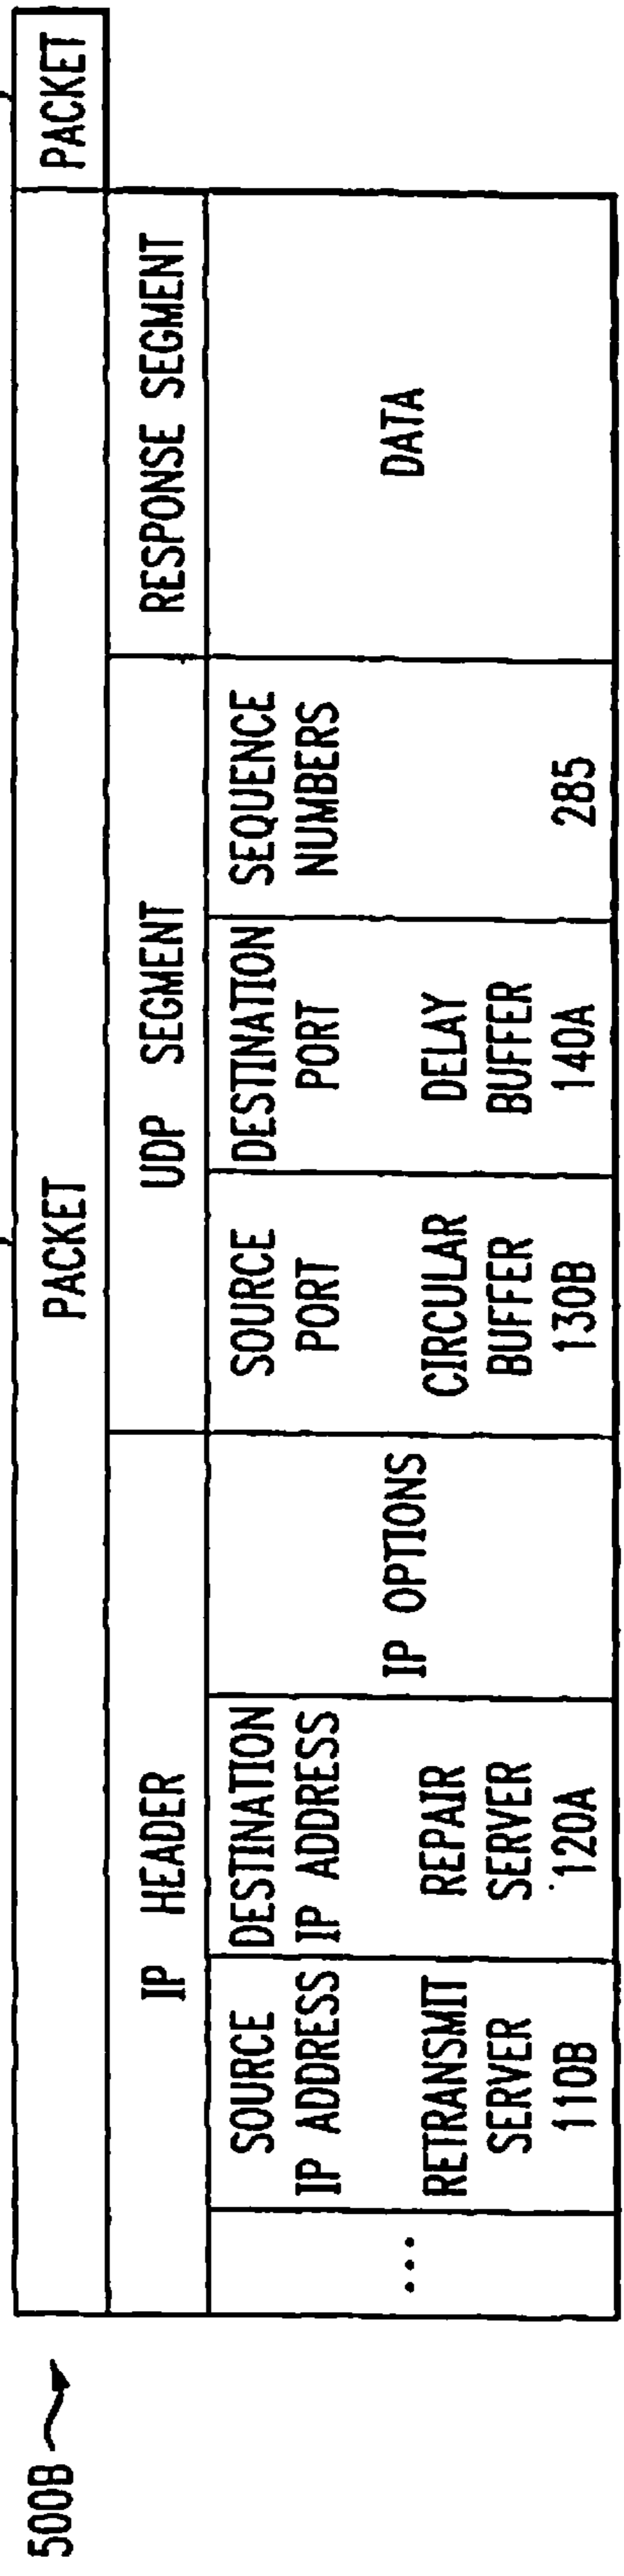 500B
PACKET
PACKET
IP HEADER
UDP SEGMENT
RESPONSE SEGMENT
...
SOURCE
IP ADDRESS
RETRANSMIT
SERVER
110B
DESTINATION
IP ADDRESS
REPAIR
SERVER
120A
IP OPTIONS
SOURCE
PORT
CIRCULAR
BUFFER
130B
DESTINATION
PORT
DELAY
BUFFER
140A
SEQUENCE
NUMBERS
285
DATA